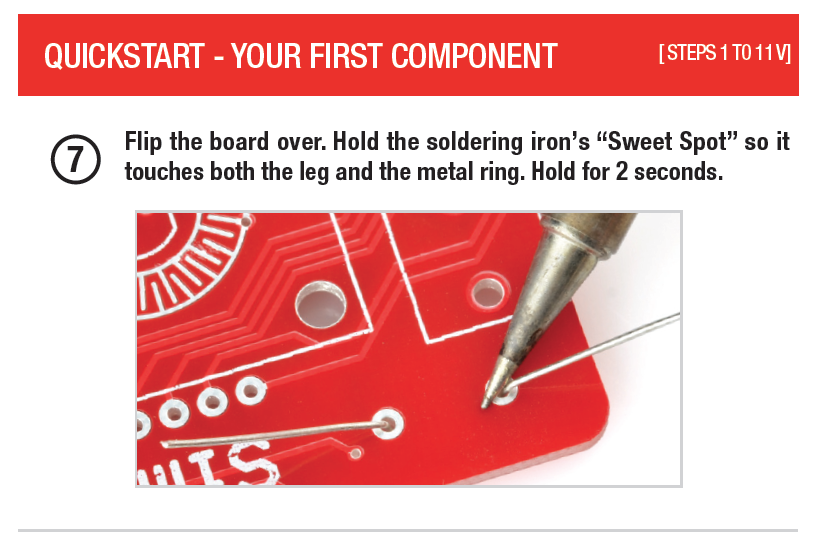 QUICKSTART - YOUR FIRST COMPONENT
[ STEPS 1 TO 11 V]
7
Flip the board over. Hold the soldering iron’s “Sweet Spot” so it
touches both the leg and the metal ring. Hold for 2 seconds.